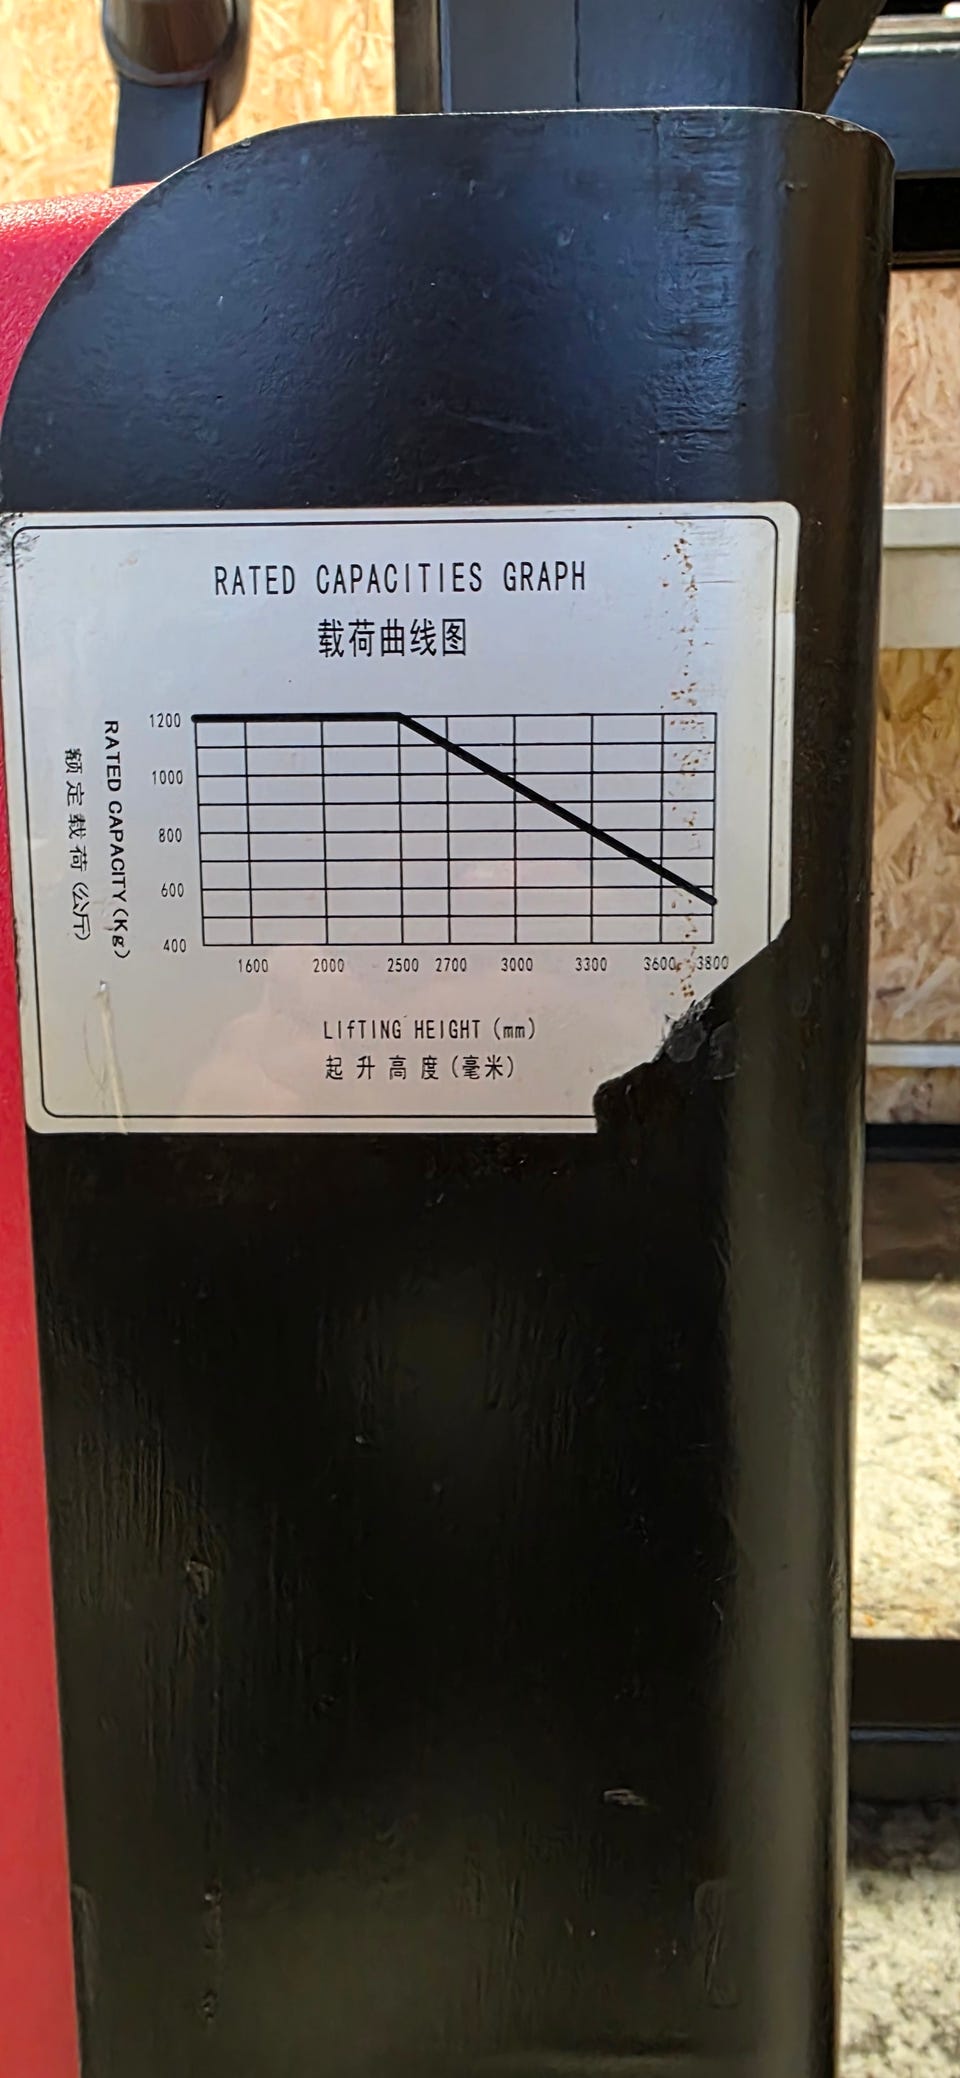 RATED CAPACITIES GRAPH
载荷曲线图
RATED CAPACITY(Kg)
额定载荷(公斤)
1200
1000
800
600
400
1600 2000 2500 2700 3000 3300 3600 3800
LIfTING HEIGHT (mm)
起升高度(毫米)